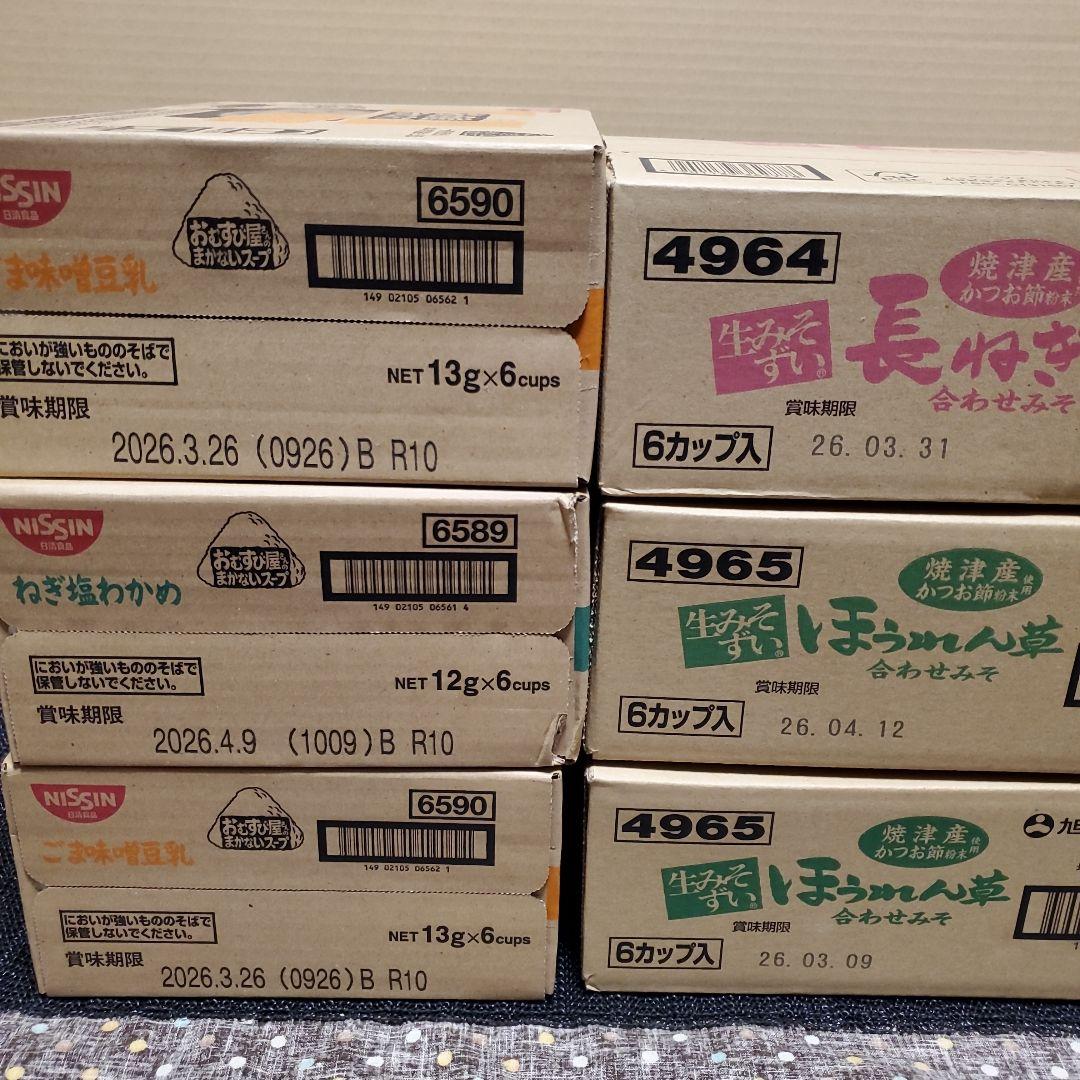 NISSIN
日清食品
ま味噌豆乳
おむすび屋さんの
まかないスープ
6590
149 02105 06562 1
においが強いもののそばで
保管しないでください。
NET 13g×6cups
賞味期限
2026.3.26 (0926)B R10
NISSIN
日清食品
ねぎ塩わかめ
おむすび屋さんの
まかないスープ
6589
149 02105 06561 4
においが強いもののそばで
保管しないでください。
NET 12g×6cups
賞味期限
2026.4.9 (1009)B R10
NISSIN
日清食品
ごま味噌豆乳
おむすび屋さんの
まかないスープ
6590
149 02105 06562 1
においが強いもののそばで
保管しないでください。
NET 13g×6cups
賞味期限
2026.3.26 (0926)B R10
4964
焼津産
かつお節粉末
生みそ
ずい®
長ねぎ
合わせみそ
賞味期限
6カップ入
26.03.31
4965
焼津産
かつお節粉末使用
生みそ
ずい®
ほうれん草
合わせみそ
賞味期限
6カップ入
26.04.12
4965
焼津産
かつお節粉末使用
生みそ
ずい®
ほうれん草
合わせみそ
賞味期限
6カップ入
26.03.09